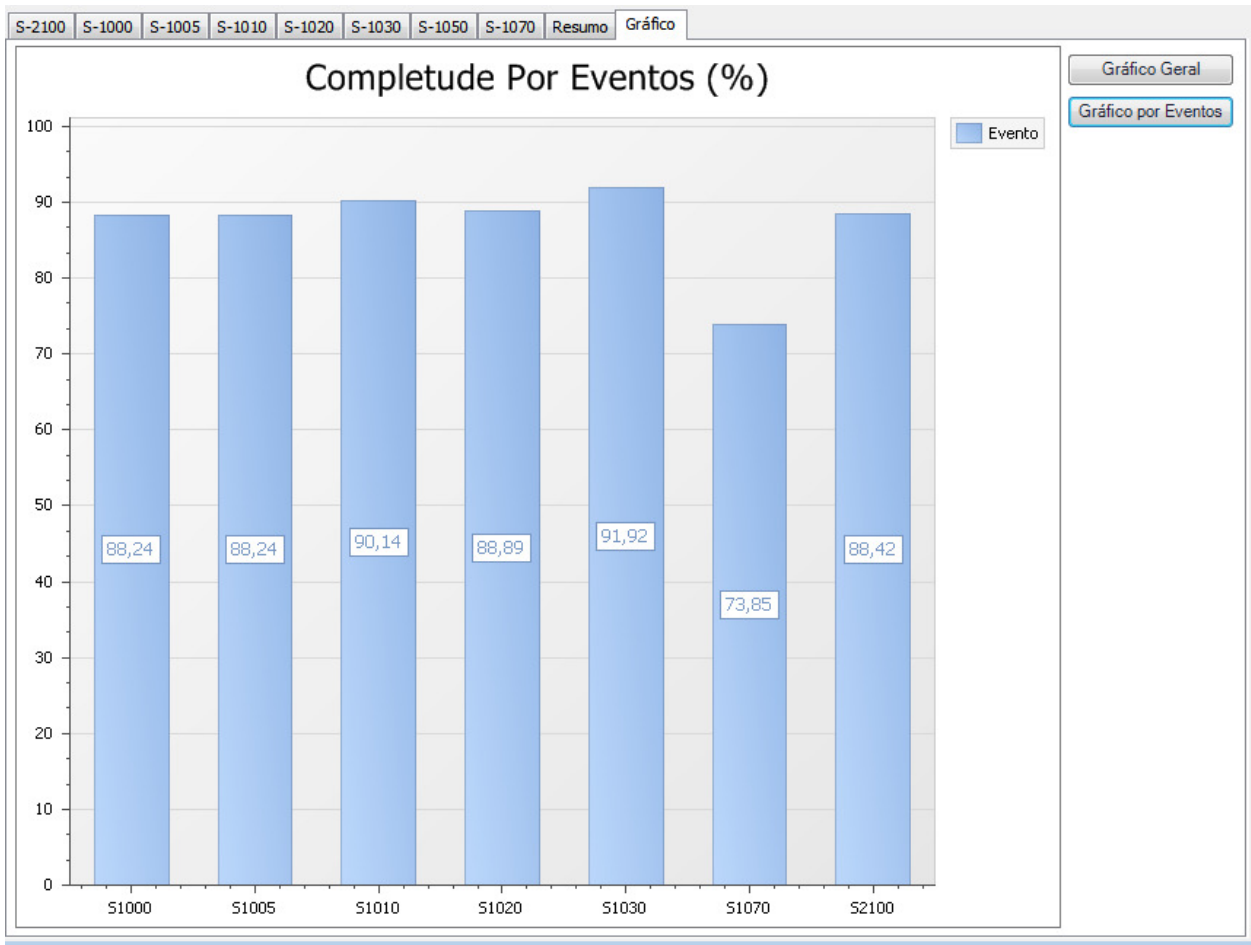 S-2100 S-1000 S-1005 S-1010 S-1020 S-1030 S-1050 S-1070 Resumo Gráfico
Completude Por Eventos (%)
Gráfico Geral
Gráfico por Eventos
Evento
100
90
80
70
60
50
40
30
20
10
0
88,24 88,24 90,14 88,89 91,92 73,85 88,42
S1000 S1005 S1010 S1020 S1030 S1070 S2100